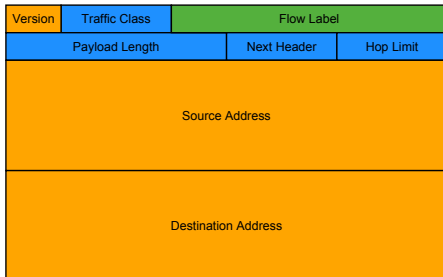 Version Traffic Class Flow Label
Payload Length Next Header Hop Limit
Source Address
Destination Address